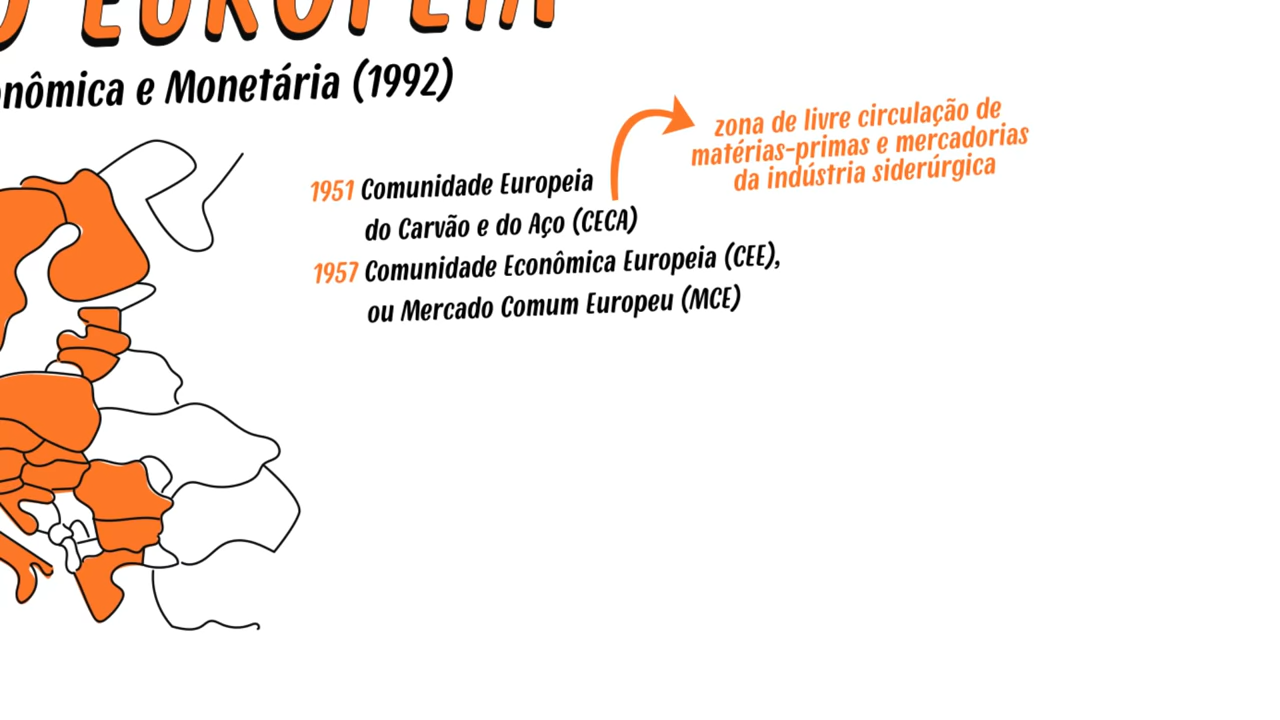 EUROPEIA
e Monetária (1992)
zona de livre circulação de
matérias-primas e mercadorias
da indústria siderúrgica
1951 Comunidade Europeia
do Carvão e do Aço (CECA)
1957 Comunidade Econômica Europeia (CEE),
ou Mercado Comum Europeu (MCE)